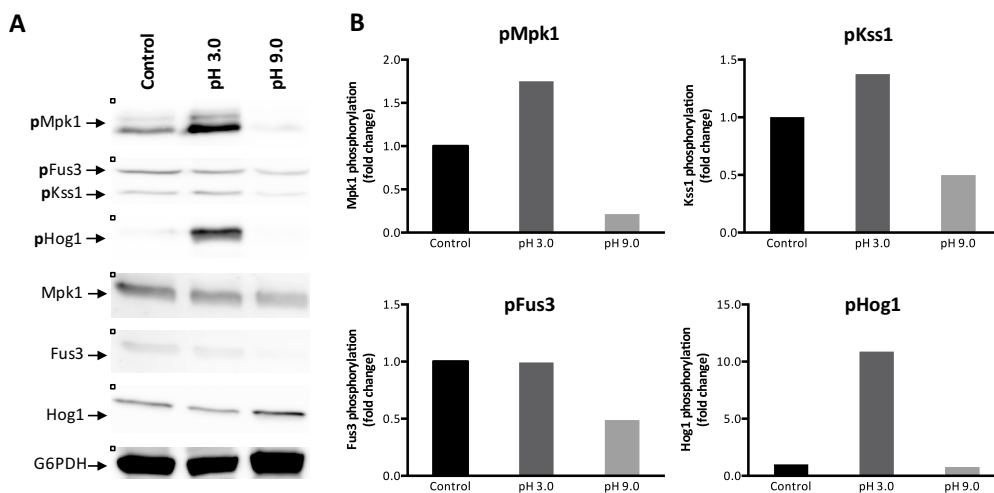 A
Control
pH 3.0
pH 9.0
pMpk1
pFus3
pKss1
pHog1
Mpk1
Fus3
Hog1
G6PDH
B
pMpk1
Mpk1 phosphorylation
(fold change)
2.0
1.5
1.0
0.5
0.0
Control
pH 3.0
pH 9.0
pKss1
Kss1 phosphorylation
(fold change)
1.5
1.0
0.5
0.0
Control
pH 3.0
pH 9.0
pFus3
Fus3 phosphorylation
(fold change)
1.5
1.0
0.5
0.0
Control
pH 3.0
pH 9.0
pHog1
Hog1 phosphorylation
(fold change)
15.0
10.0
5.0
0.0
Control
pH 3.0
pH 9.0